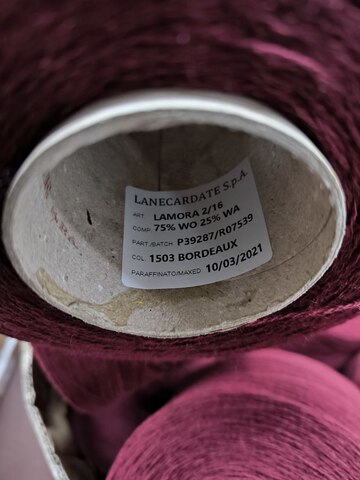 LANECARDATE S.p.A.
ART. LAMORA 2/16
COMP. 75% WO 25% WA
PART./BATCH P39287/R07539
COL. 1503 BORDEAUX
PARAFFINATO/WAXED 10/03/2021